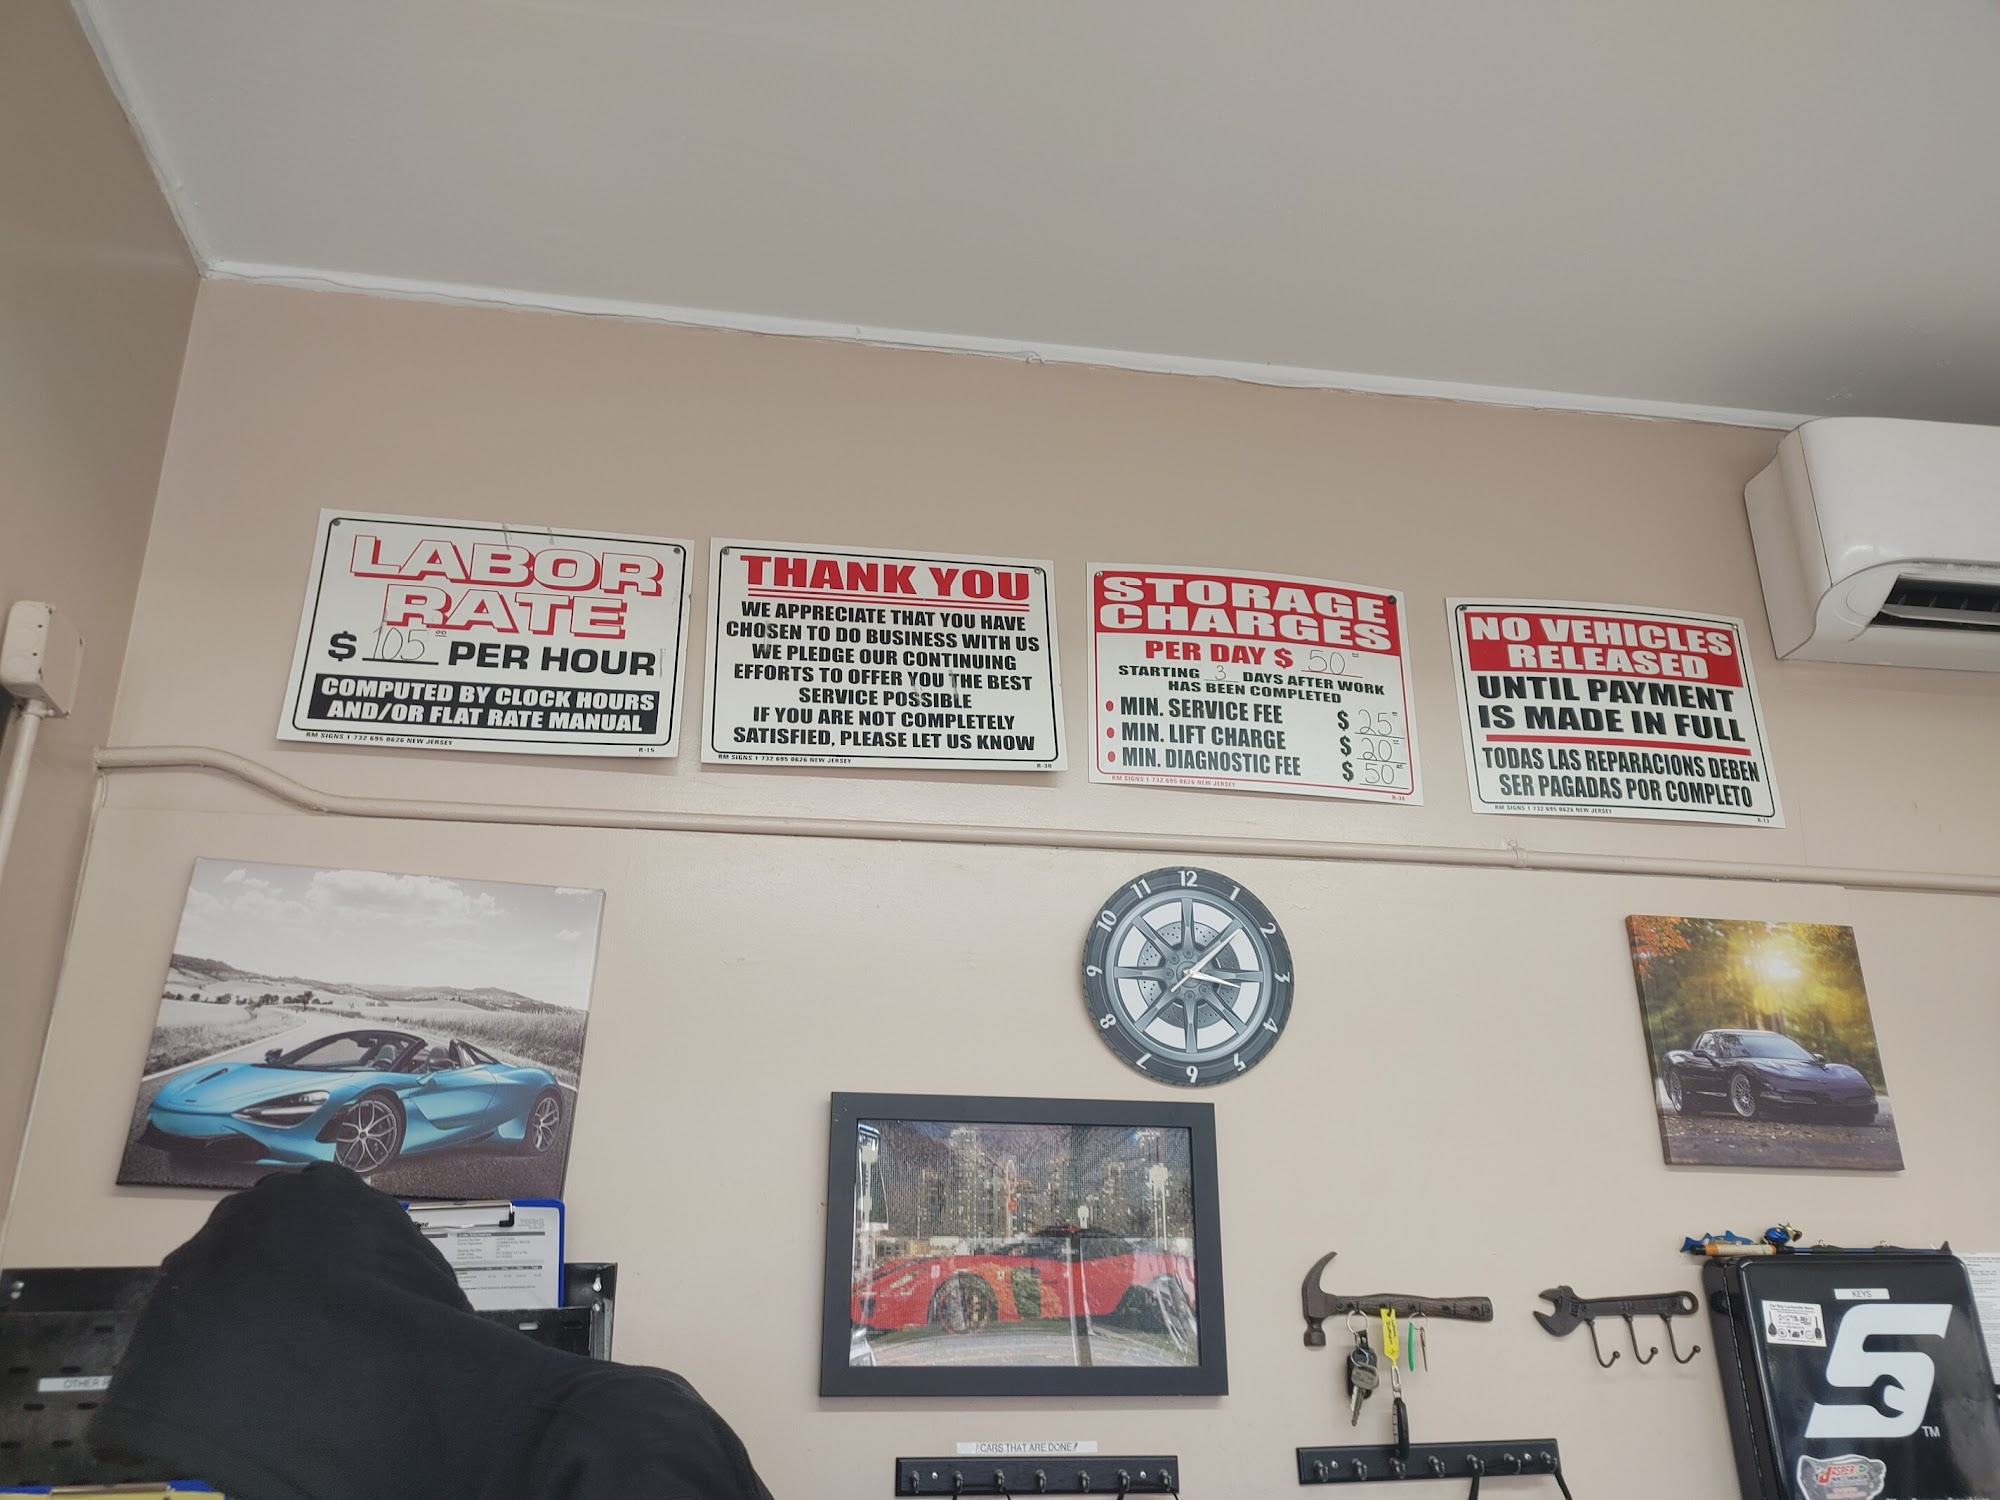 LABOR
RATE
$ 105 00 PER HOUR
COMPUTED BY CLOCK HOURS
AND/OR FLAT RATE MANUAL
RM SIGNS 1 732 695 0626 NEW JERSEY
R-15
THANK YOU
WE APPRECIATE THAT YOU HAVE
CHOSEN TO DO BUSINESS WITH US
WE PLEDGE OUR CONTINUING
EFFORTS TO OFFER YOU THE BEST
SERVICE POSSIBLE
IF YOU ARE NOT COMPLETELY
SATISFIED, PLEASE LET US KNOW
RM SIGNS 1 732 695 0626 NEW JERSEY
R-30
STORAGE
CHARGES
PER DAY $ 50
STARTING 3 DAYS AFTER WORK
HAS BEEN COMPLETED
• MIN. SERVICE FEE $ 25
• MIN. LIFT CHARGE $ 20
• MIN. DIAGNOSTIC FEE $ 50
RM SIGNS 1 732 695 0626 NEW JERSEY
NO VEHICLES
RELEASED
UNTIL PAYMENT
IS MADE IN FULL
TODAS LAS REPARACIONS DEBEN
SER PAGADAS POR COMPLETO
RM SIGNS 1 732 695 0626 NEW JERSEY
R-13
12
1
2
3
4
5
6
7
8
9
10
11
KEYS
S
TM
JASPER
OTHER
CARS THAT ARE DONE!